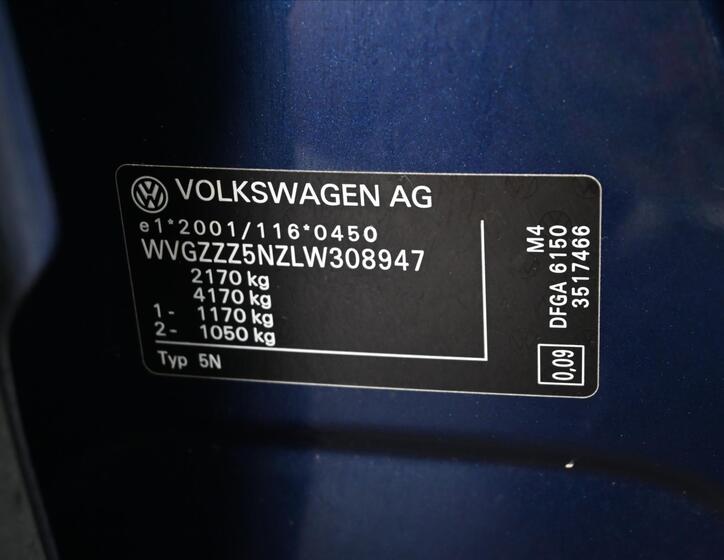 VOLKSWAGEN AG
e1*2001/116*0450
WVGZZZ5NZLW308947
2170 kg
4170 kg
1- 1170 kg
2- 1050 kg
Typ 5N
M4
DFGA 6150
3517466
0,09